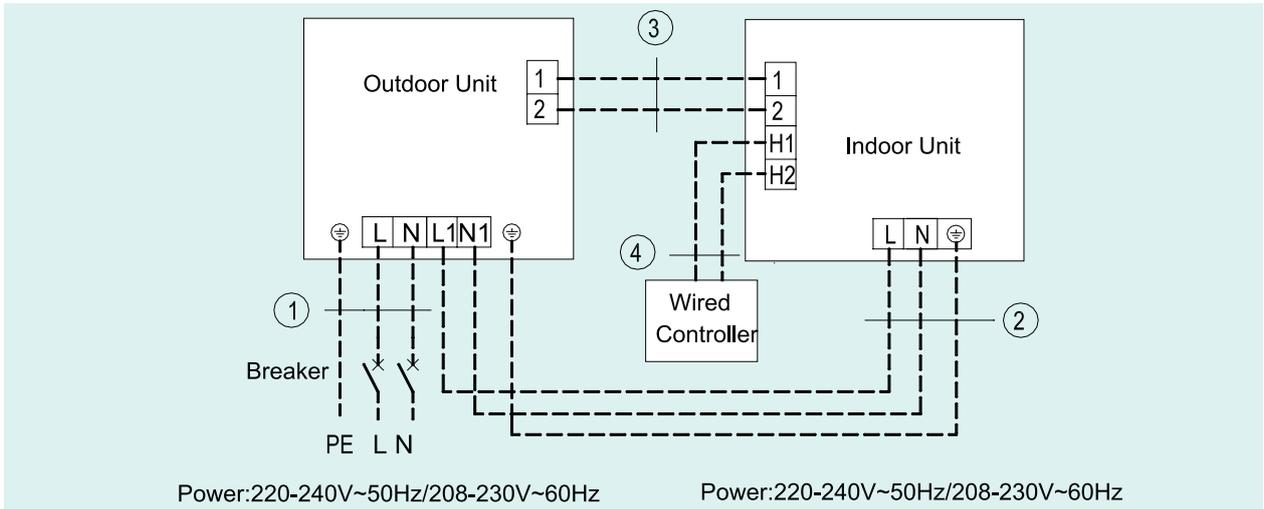 3
Outdoor Unit
1
2
1
2
H1
H2
Indoor Unit
L N L1 N1
L N
4
Wired
Controller
1
2
Breaker
PE L N
Power:220-240V~50Hz/208-230V~60Hz
Power:220-240V~50Hz/208-230V~60Hz